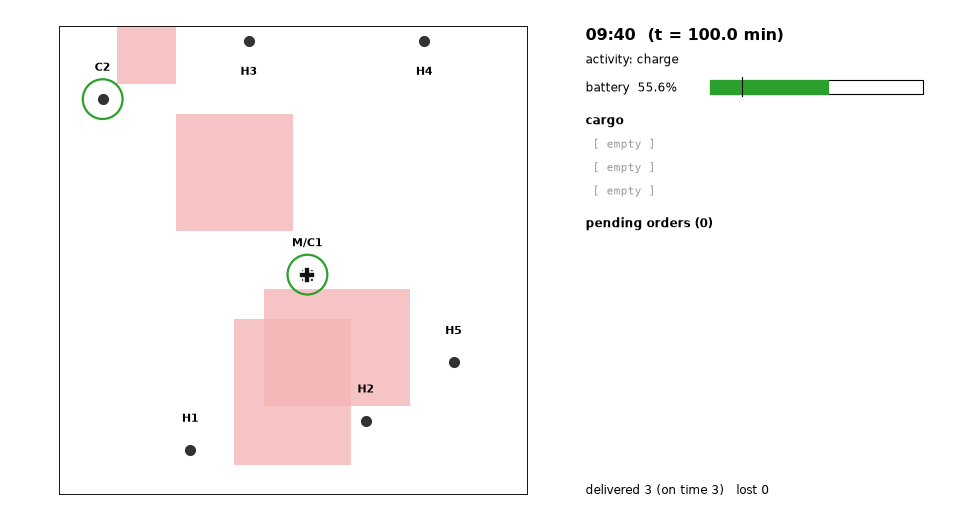 C2
H3
H4
M/C1
H5
H2
H1
09:40  (t = 100.0 min)
activity: charge
battery  55.6%
cargo
[ empty ]
[ empty ]
[ empty ]
pending orders (0)
delivered 3 (on time 3)   lost 0